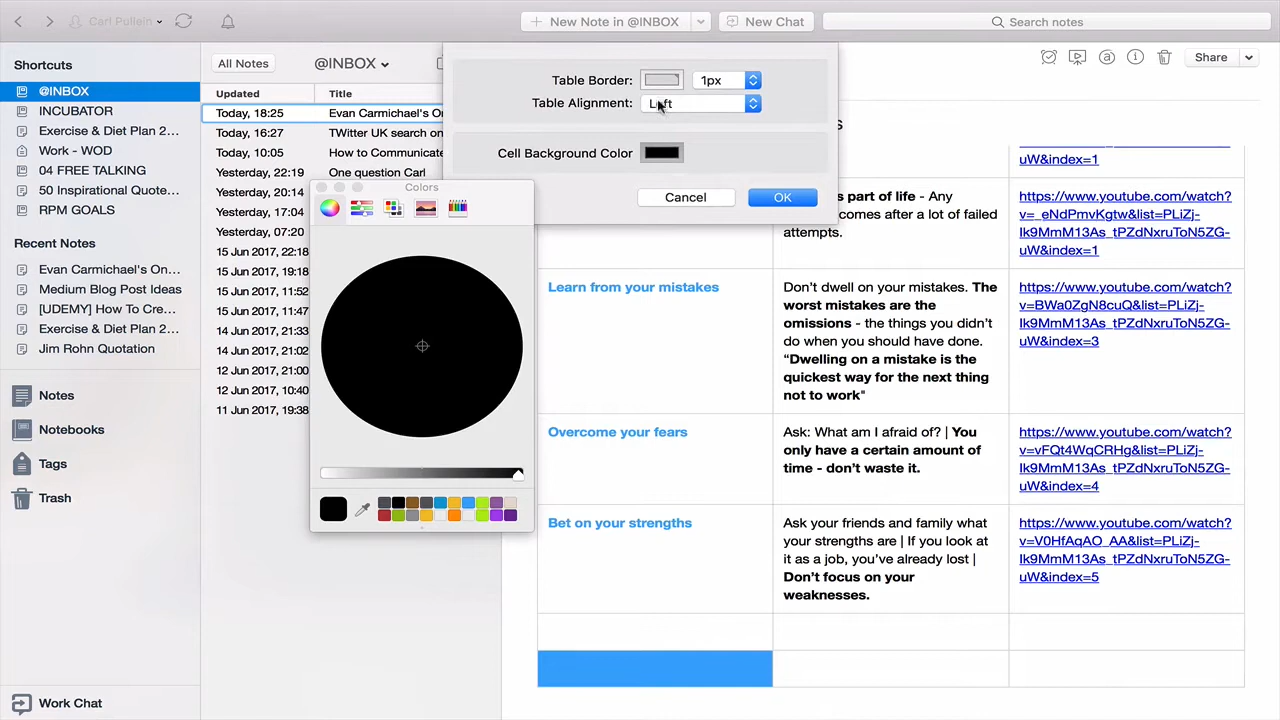 Carl Pullein
New Note in @INBOX
New Chat
Search notes
Shortcuts
@INBOX
INCUBATOR
Exercise & Diet Plan 2...
Work - WOD
04 FREE TALKING
50 Inspirational Quote...
RPM GOALS
Recent Notes
Evan Carmichael's On...
Medium Blog Post Ideas
[UDEMY] How To Cre...
Exercise & Diet Plan 2...
Jim Rohn Quotation
Notes
Notebooks
Tags
Trash
Work Chat
All Notes
@INBOX
Updated
Title
Today, 18:25
Evan Carmichael's On
Today, 16:27
TWitter UK search on
Today, 10:05
How to Communicate
Yesterday, 22:19
One question Carl
Yesterday, 20:14
Yesterday, 17:04
Yesterday, 07:20
15 Jun 2017, 22:18
15 Jun 2017, 19:18
15 Jun 2017, 11:52
15 Jun 2017, 11:47
14 Jun 2017, 21:33
14 Jun 2017, 21:02
12 Jun 2017, 21:00
12 Jun 2017, 10:40
11 Jun 2017, 19:38
Table Border:
1px
Table Alignment:
Left
Cell Background Color
Cancel
OK
Colors
Share
s
uW&index=1
s part of life - Any
comes after a lot of failed
attempts.
https://www.youtube.com/watch?
v=_eNdPmvKgtw&list=PLiZj-
Ik9MmM13As_tPZdNxruToN5ZG-
uW&index=1
Learn from your mistakes
Don't dwell on your mistakes. The
worst mistakes are the
omissions - the things you didn't
do when you should have done.
"Dwelling on a mistake is the
quickest way for the next thing
not to work"
https://www.youtube.com/watch?
v=BWa0ZgN8cuQ&list=PLiZj-
Ik9MmM13As_tPZdNxruToN5ZG-
uW&index=3
Overcome your fears
Ask: What am I afraid of? | You
only have a certain amount of
time - don't waste it.
https://www.youtube.com/watch?
v=vFQt4WqCRHg&list=PLiZj-
Ik9MmM13As_tPZdNxruToN5ZG-
uW&index=4
Bet on your strengths
Ask your friends and family what
your strengths are | If you look at
it as a job, you've already lost |
Don't focus on your
weaknesses.
https://www.youtube.com/watch?
v=V0HfAqAO_AA&list=PLiZj-
Ik9MmM13As_tPZdNxruToN5ZG-
uW&index=5